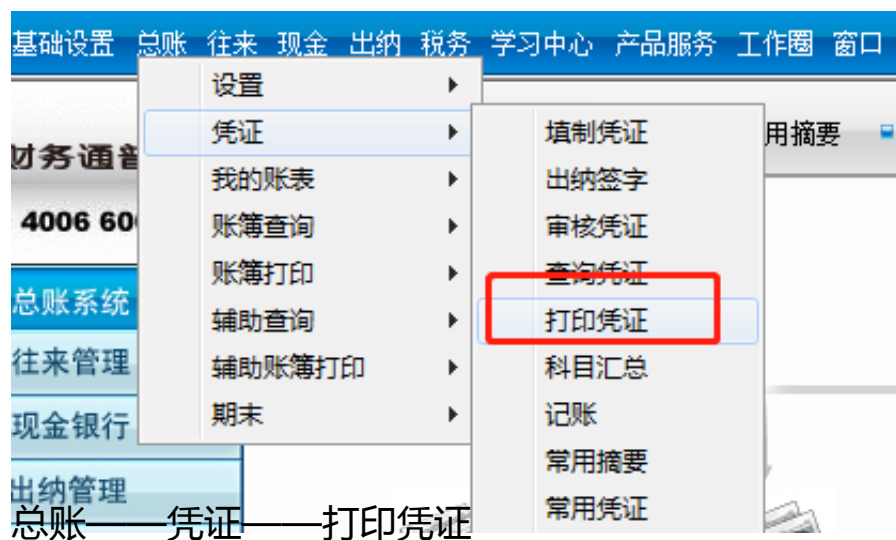 基础设置 总账 往来 现金 出纳 税务 学习中心 产品服务 工作圈 窗口
设置
凭证
我的账表
账簿查询
账簿打印
辅助查询
辅助账簿打印
期末
填制凭证
出纳签字
审核凭证
查询凭证
打印凭证
科目汇总
记账
常用摘要
常用凭证
用摘要
财务通普
4006 60
总账系统
往来管理
现金银行
出纳管理
总账——凭证——打印凭证